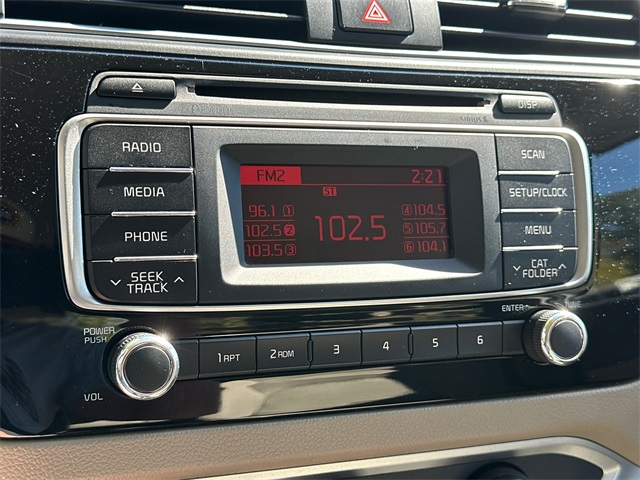 DISP
SIRIUS
RADIO
MEDIA
PHONE
SEEK
TRACK
FM2 2:21
ST
96.1 1 4 104.5
102.5 2 102.5 5 105.7
103.5 3 6 104.1
SCAN
SETUP/CLOCK
MENU
CAT
FOLDER
POWER
PUSH
VOL
1 RPT 2 RDM 3 4 5 6
ENTER TUNE